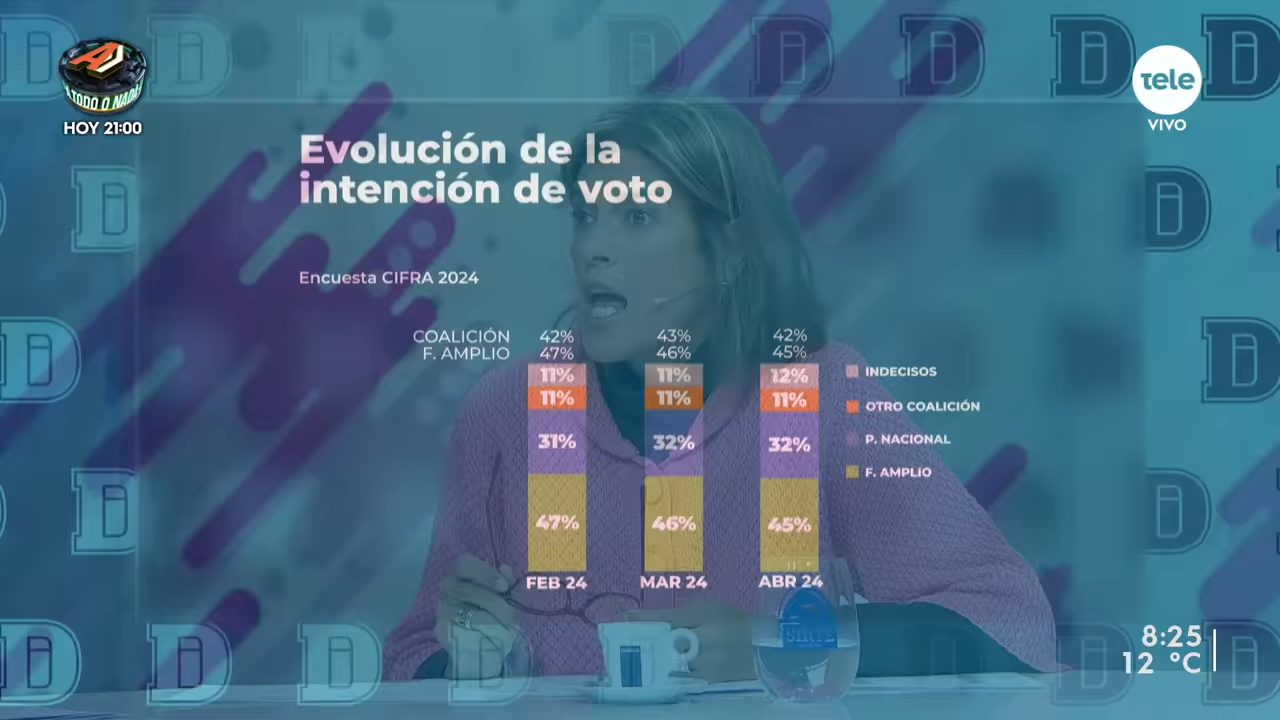 A TODO O NADA
HOY 21:00
tele
VIVO
Evolución de la
intención de voto
Encuesta CIFRA 2024
COALICIÓN 42% 43% 42%
F. AMPLIO 47% 46% 45%
11% 11% 12% INDECISOS
11% 11% 11% OTRO COALICIÓN
31% 32% 32% P. NACIONAL
F. AMPLIO
47% 46% 45%
FEB 24 MAR 24 ABR 24
8:25
12 °C